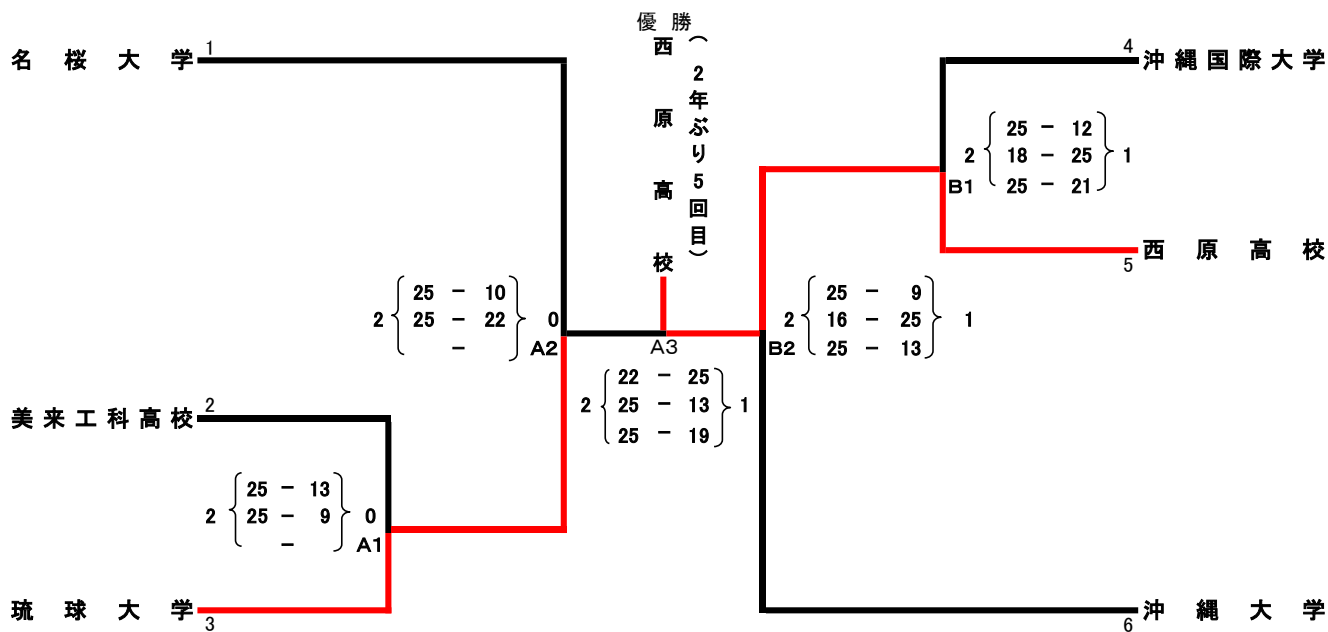 優勝
西原高校
(2年ぶり5回目)
1
名桜大学
4
沖縄国際大学
2 25 − 12 1
18 − 25
25 − 21
B1
西原高校
5
2 25 − 10 0
25 − 22
−
A2
2 25 − 9 1
16 − 25
25 − 13
B2
A3
2 22 − 25 1
25 − 13
25 − 19
2
美来工科高校
2 25 − 13 0
25 − 9
−
A1
琉球大学
3
沖縄大学
6